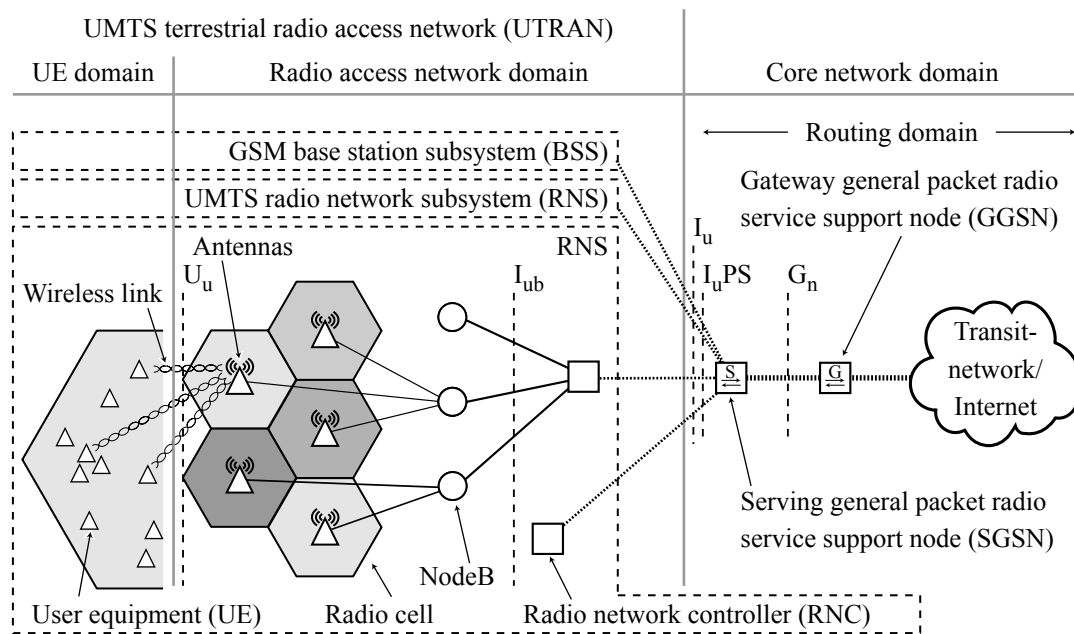 UMTS terrestrial radio access network (UTRAN)
UE domain
Radio access network domain
Core network domain
Routing domain
GSM base station subsystem (BSS)
UMTS radio network subsystem (RNS)
Gateway general packet radio
service support node (GGSN)
Antennas
RNS
Iu
Uu
Iub
IuPS
Gn
Wireless link
Transit-
network/
Internet
S
G
Serving general packet radio
service support node (SGSN)
NodeB
User equipment (UE)
Radio cell
Radio network controller (RNC)